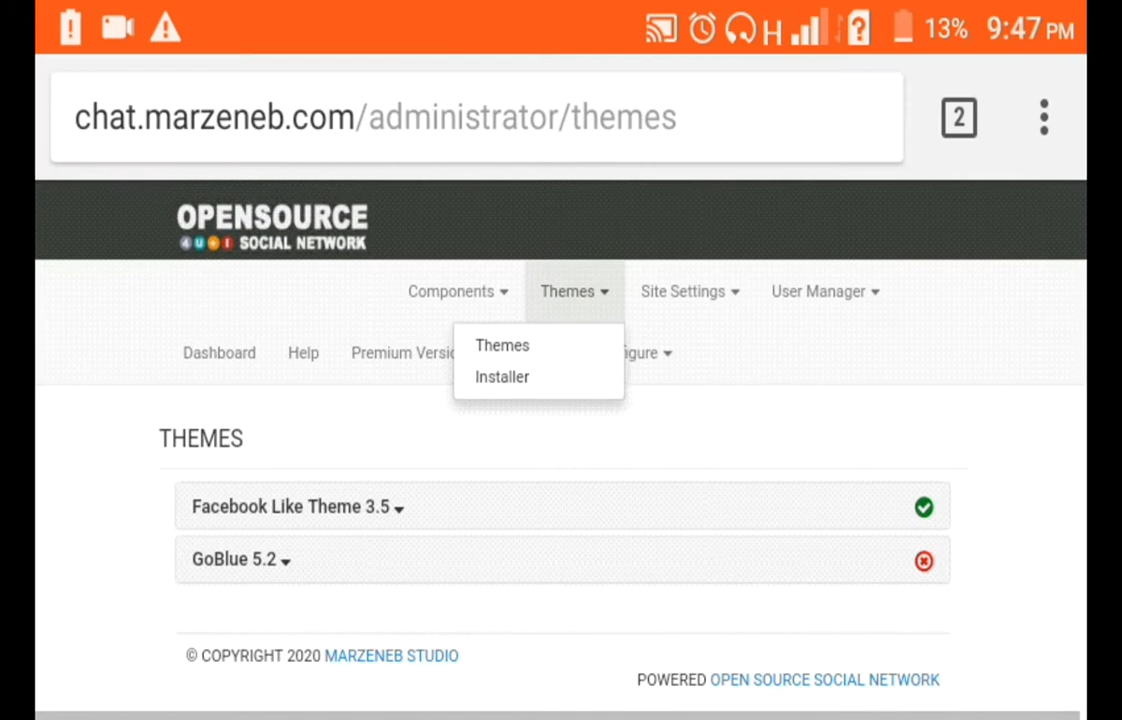 H 13% 9:47 PM
chat.marzeneb.com/administrator/themes
2
OPENSOURCE
SOCIAL NETWORK
Components Themes Site Settings User Manager
Dashboard Help Premium Versio igure
Themes
Installer
THEMES
Facebook Like Theme 3.5
GoBlue 5.2
© COPYRIGHT 2020 MARZENEB STUDIO
POWERED OPEN SOURCE SOCIAL NETWORK